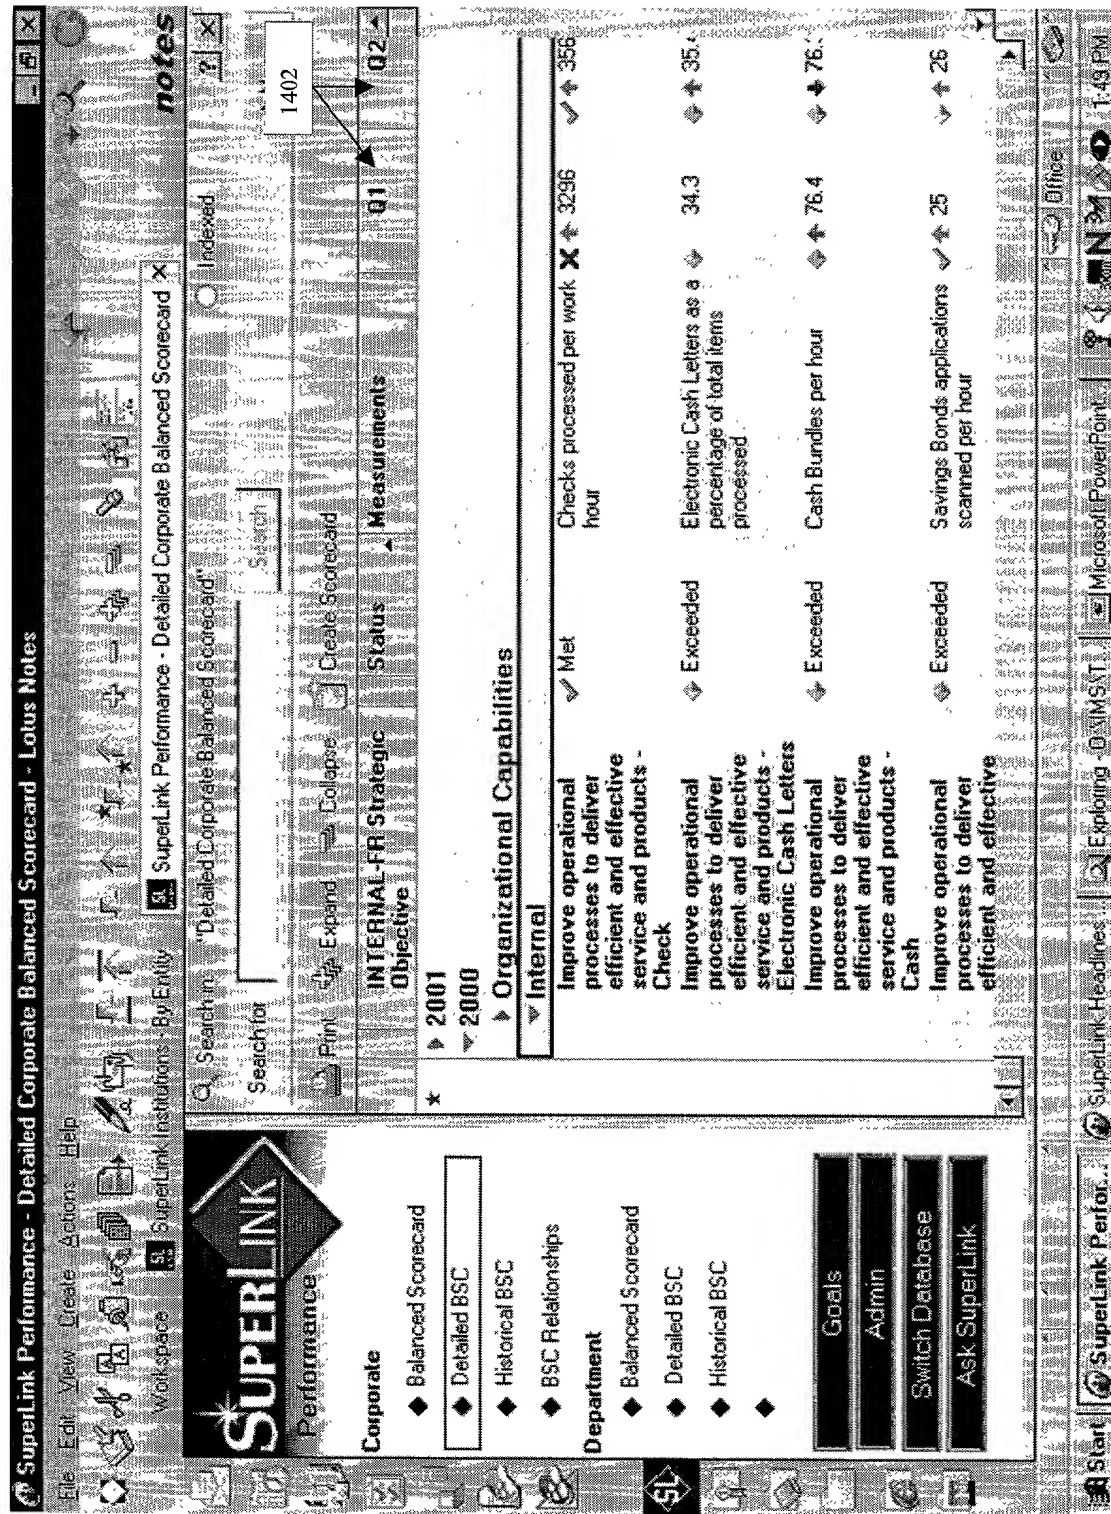 SuperLink Performance - Detailed Corporate Balanced Scorecard - Lotus Notes
File Edit View Create Actions Help
Workspace
SuperLink Institutions - By Entity
SuperLink Performance - Detailed Corporate Balanced Scorecard
notes
SUPERLINK
Performance
Corporate
Balanced Scorecard
Detailed BSC
Historical BSC
BSC Relationships
Department
Balanced Scorecard
Detailed BSC
Historical BSC
Goals
Admin
Switch Database
Ask SuperLink
Search in "Detailed Corporate Balanced Scorecard"
Indexed
?
Search for
Search
Print Expand Collapse Create Scorecard
1402
INTERNAL-FR Strategic
Objective
Status
Measurements
Q1
Q2
2001
2000
Organizational Capabilities
Internal
Improve operational
processes to deliver
efficient and effective
service and products -
Check
Met
Checks processed per work
hour
3296
356
Improve operational
processes to deliver
efficient and effective
service and products -
Electronic Cash Letters
Exceeded
Electronic Cash Letters as a
percentage of total items
processed
34.3
35.
Improve operational
processes to deliver
efficient and effective
service and products -
Cash
Exceeded
Cash Bundles per hour
76.4
76.
Improve operational
processes to deliver
efficient and effective
Exceeded
Savings Bonds applications
scanned per hour
25
26
Office
Start
SuperLink Perfor...
SuperLink Headlines ...
Exploring - D:\MS\T...
Microsoft PowerPoint...
1:49 PM